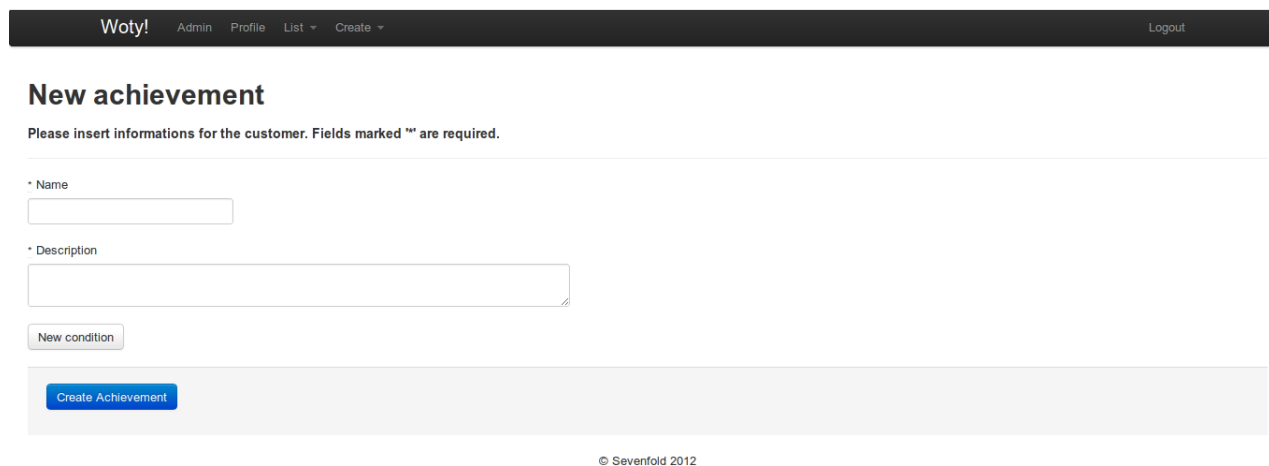 Woty! Admin Profile List Create Logout
New achievement
Please insert informations for the customer. Fields marked '*' are required.
* Name
* Description
New condition
Create Achievement
© Sevenfold 2012